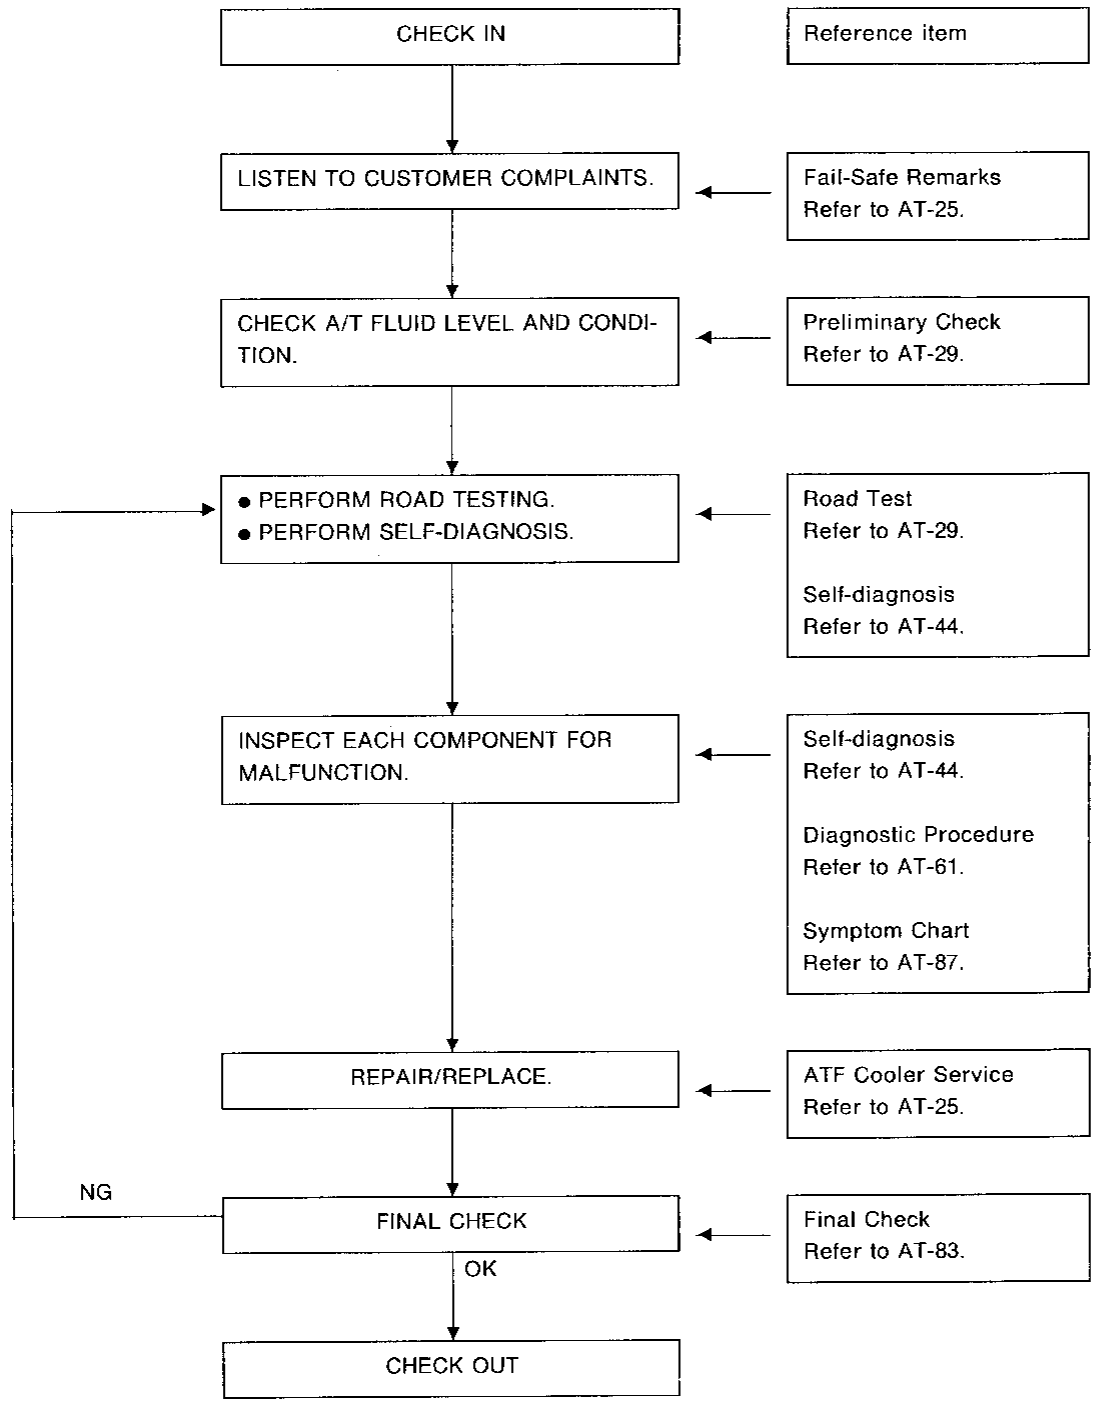 CHECK IN
Reference item
LISTEN TO CUSTOMER COMPLAINTS.
Fail-Safe Remarks
Refer to AT-25.
CHECK A/T FLUID LEVEL AND CONDI-
TION.
Preliminary Check
Refer to AT-29.
● PERFORM ROAD TESTING.
● PERFORM SELF-DIAGNOSIS.
Road Test
Refer to AT-29.
Self-diagnosis
Refer to AT-44.
INSPECT EACH COMPONENT FOR
MALFUNCTION.
Self-diagnosis
Refer to AT-44.
Diagnostic Procedure
Refer to AT-61.
Symptom Chart
Refer to AT-87.
REPAIR/REPLACE.
ATF Cooler Service
Refer to AT-25.
NG
FINAL CHECK
Final Check
Refer to AT-83.
OK
CHECK OUT